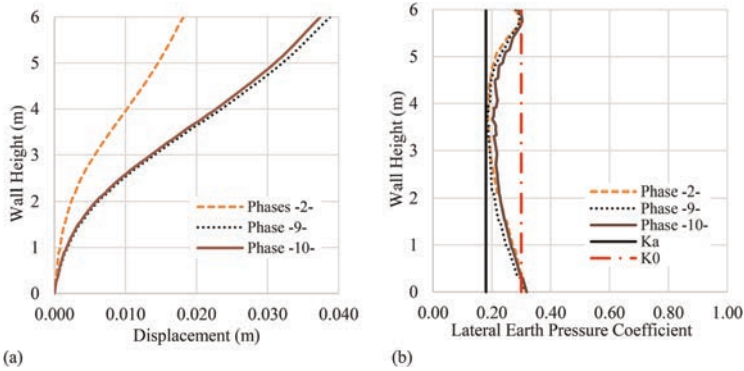 6
5
4
3
2
1
0
Wall Height (m)
Phases -2-
Phase -9-
Phase -10-
0.000 0.010 0.020 0.030 0.040
Displacement (m)
(a)
6
5
4
3
2
1
0
Wall Height (m)
Phase -2-
Phase -9-
Phase -10-
Ka
K0
0.00 0.20 0.40 0.60 0.80 1.00
Lateral Earth Pressure Coefficient
(b)